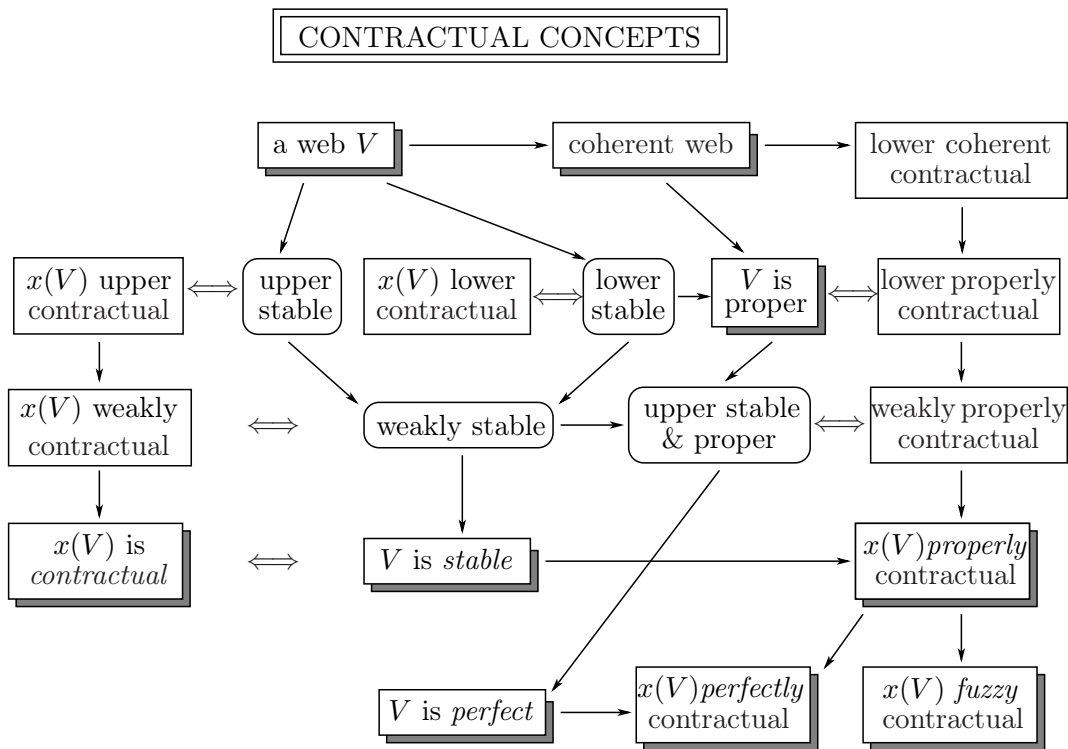 CONTRACTUAL CONCEPTS
a web V
coherent web
lower coherent
contractual
x(V) upper
contractual
⟺
upper
stable
x(V) lower
contractual
⟺
lower
stable
V is
proper
⟺
lower properly
contractual
x(V) weakly
contractual
⟺
weakly stable
upper stable
& proper
⟺
weakly properly
contractual
x(V) is
contractual
⟺
V is stable
x(V) properly
contractual
V is perfect
x(V) perfectly
contractual
x(V) fuzzy
contractual